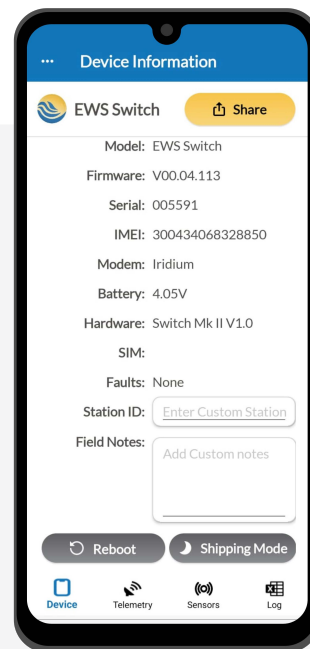 Device Information
EWS Switch
Share
Model: EWS Switch
Firmware: V00.04.113
Serial: 005591
IMEI: 300434068328850
Modem: Iridium
Battery: 4.05V
Hardware: Switch Mk II V1.0
SIM:
Faults: None
Station ID: Enter Custom Station
Field Notes: Add Custom notes
Reboot Shipping Mode
Device Telemetry Sensors Log